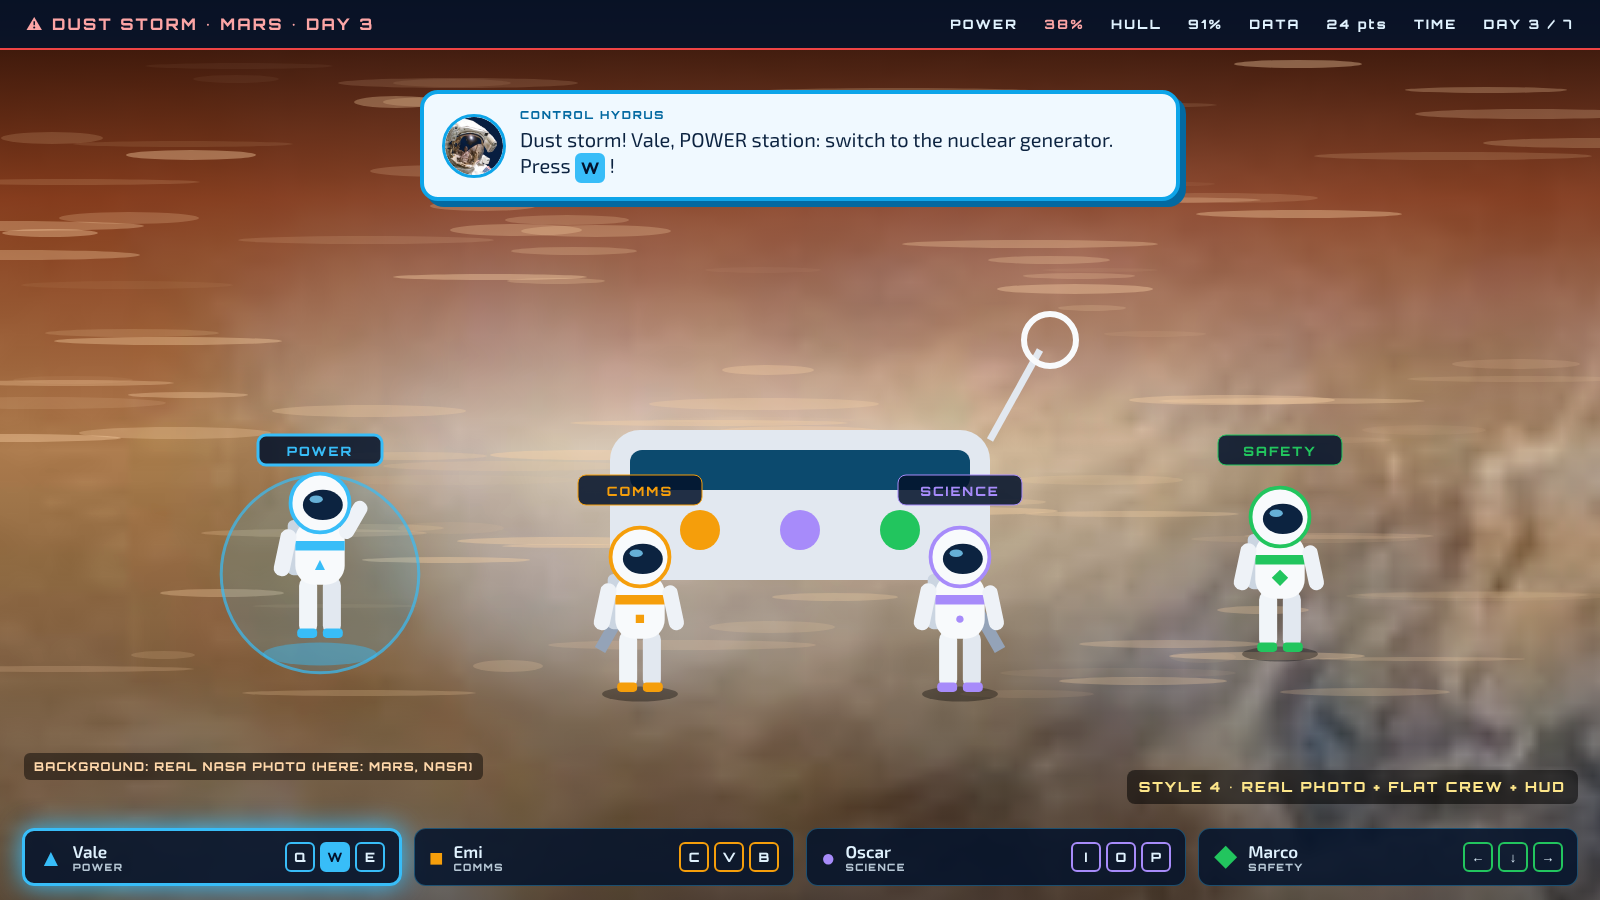 ⚠ DUST STORM · MARS · DAY 3
POWER 38% HULL 91% DATA 24 pts TIME DAY 3 / 7
CONTROL HYDRUS
Dust storm! Vale, POWER station: switch to the nuclear generator.
Press W !
POWER
SAFETY
COMMS
SCIENCE
BACKGROUND: REAL NASA PHOTO (HERE: MARS, NASA)
STYLE 4 · REAL PHOTO + FLAT CREW + HUD
Vale
POWER
Q W E
Emi
COMMS
C V B
Oscar
SCIENCE
I O P
Marco
SAFETY
← ↓ →